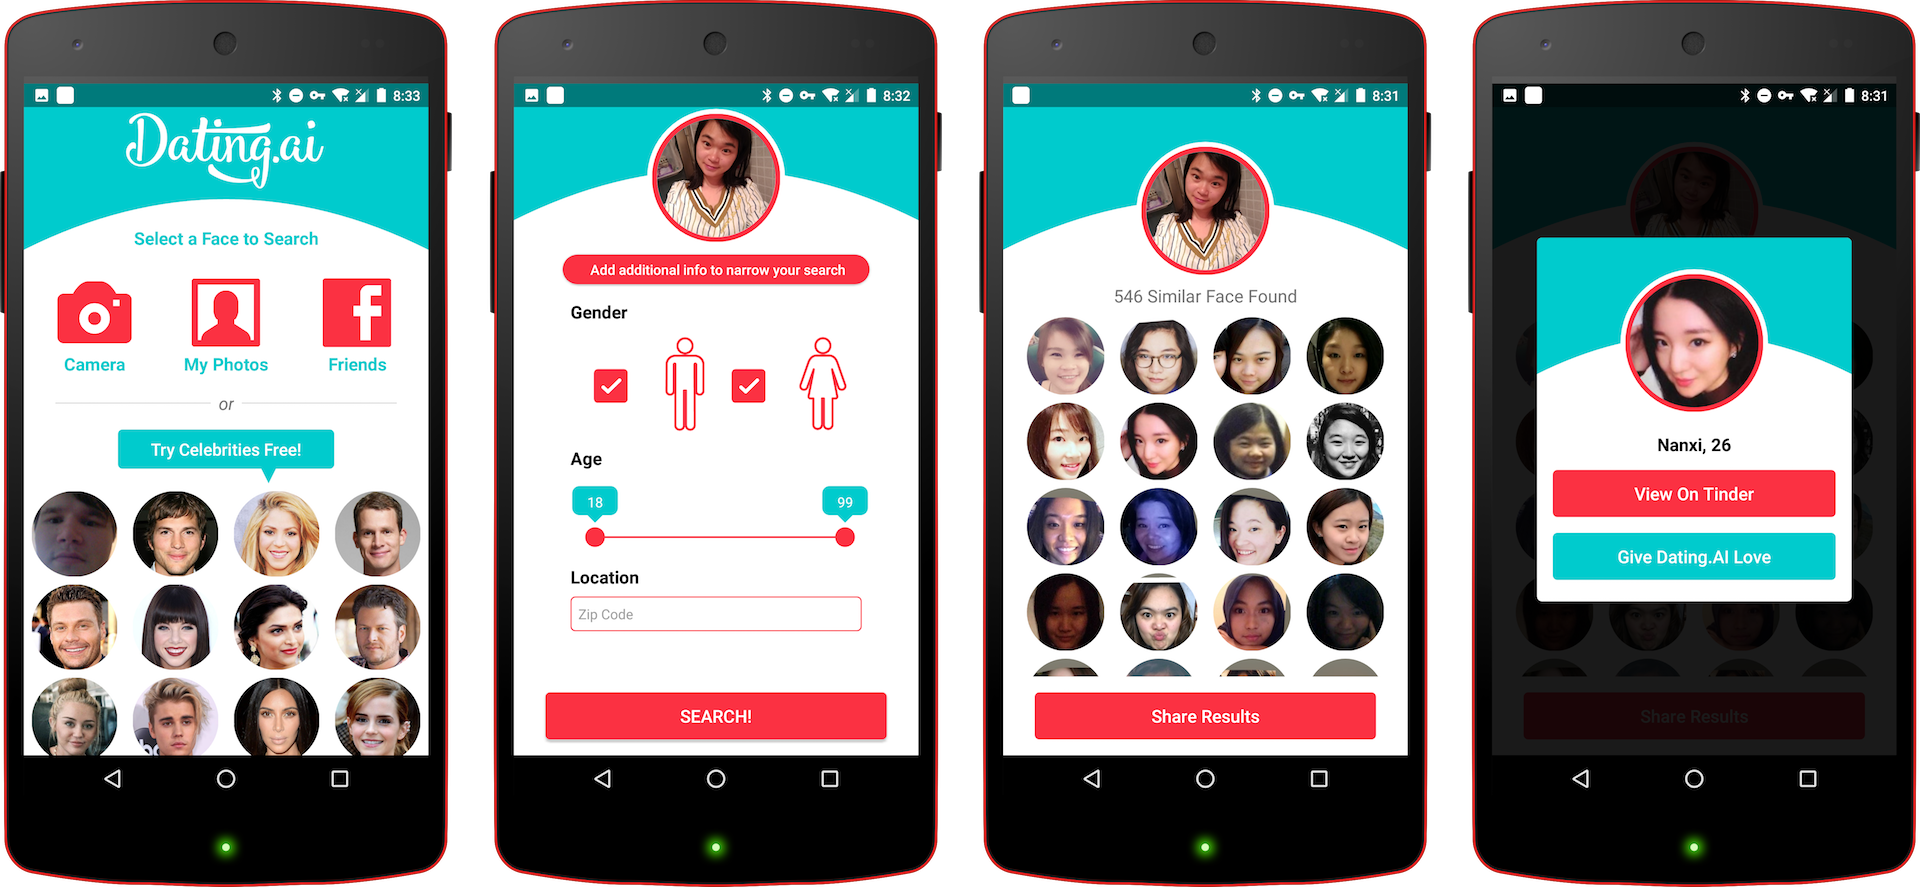 8:33
Dating.ai
Select a Face to Search
Camera
My Photos
Friends
or
Try Celebrities Free!
8:32
Add additional info to narrow your search
Gender
Age
18
99
Location
Zip Code
SEARCH!
8:31
546 Similar Face Found
Share Results
8:31
Nanxi, 26
View On Tinder
Give Dating.AI Love
Share Results